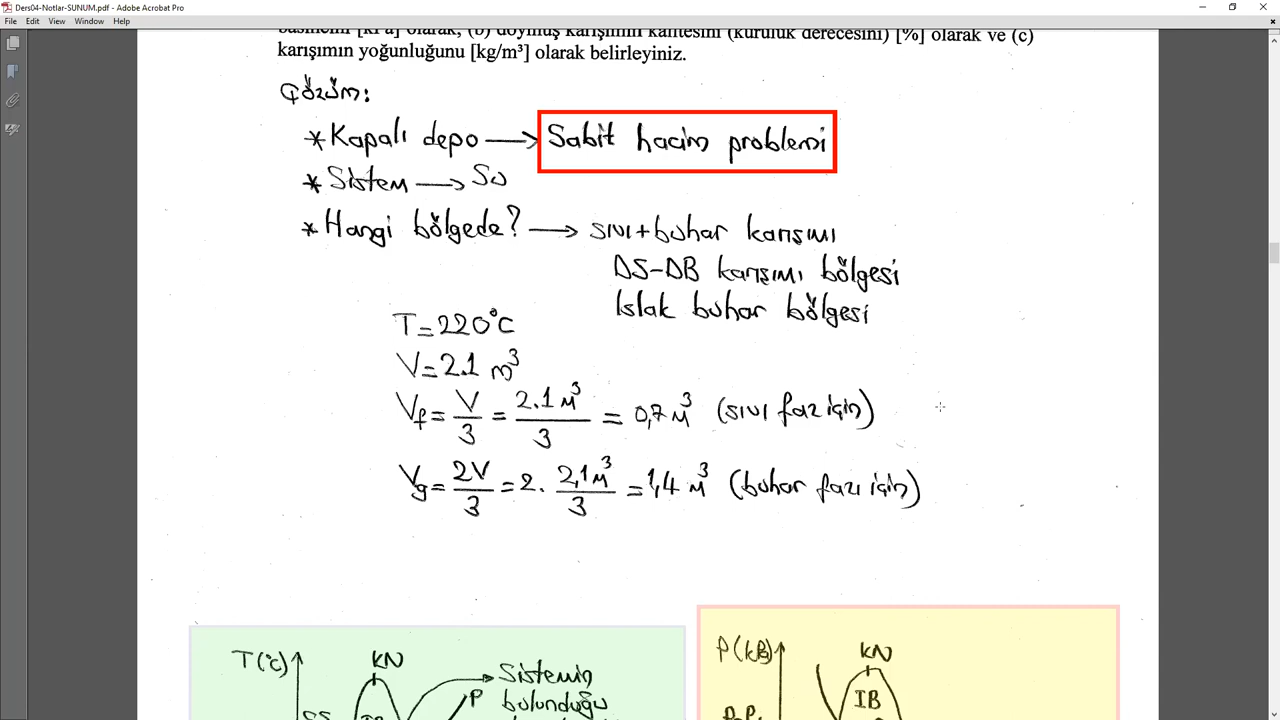 Ders04-Notlar-SUNUM.pdf - Adobe Acrobat Pro
File Edit View Window Help
karışımın yoğunluğunu [kg/m³] olarak belirleyiniz.
Çözüm:
* Kapalı depo → Sabit hacim problemi
* Sistem → Su
* Hangi bölgede? → sıvı+buhar karışımı
DS-DB karışımı bölgesi
Islak buhar bölgesi
T=220°C
V=2.1 m³
Vf = V/3 = 2.1 m³/3 = 0,7 m³ (sıvı faz için)
Vg = 2V/3 = 2. 2,1 m³/3 = 1,4 m³ (buhar fazı için)
T(°C) KN
Sistemin
P bulunduğu
P(kPa) KN
IB